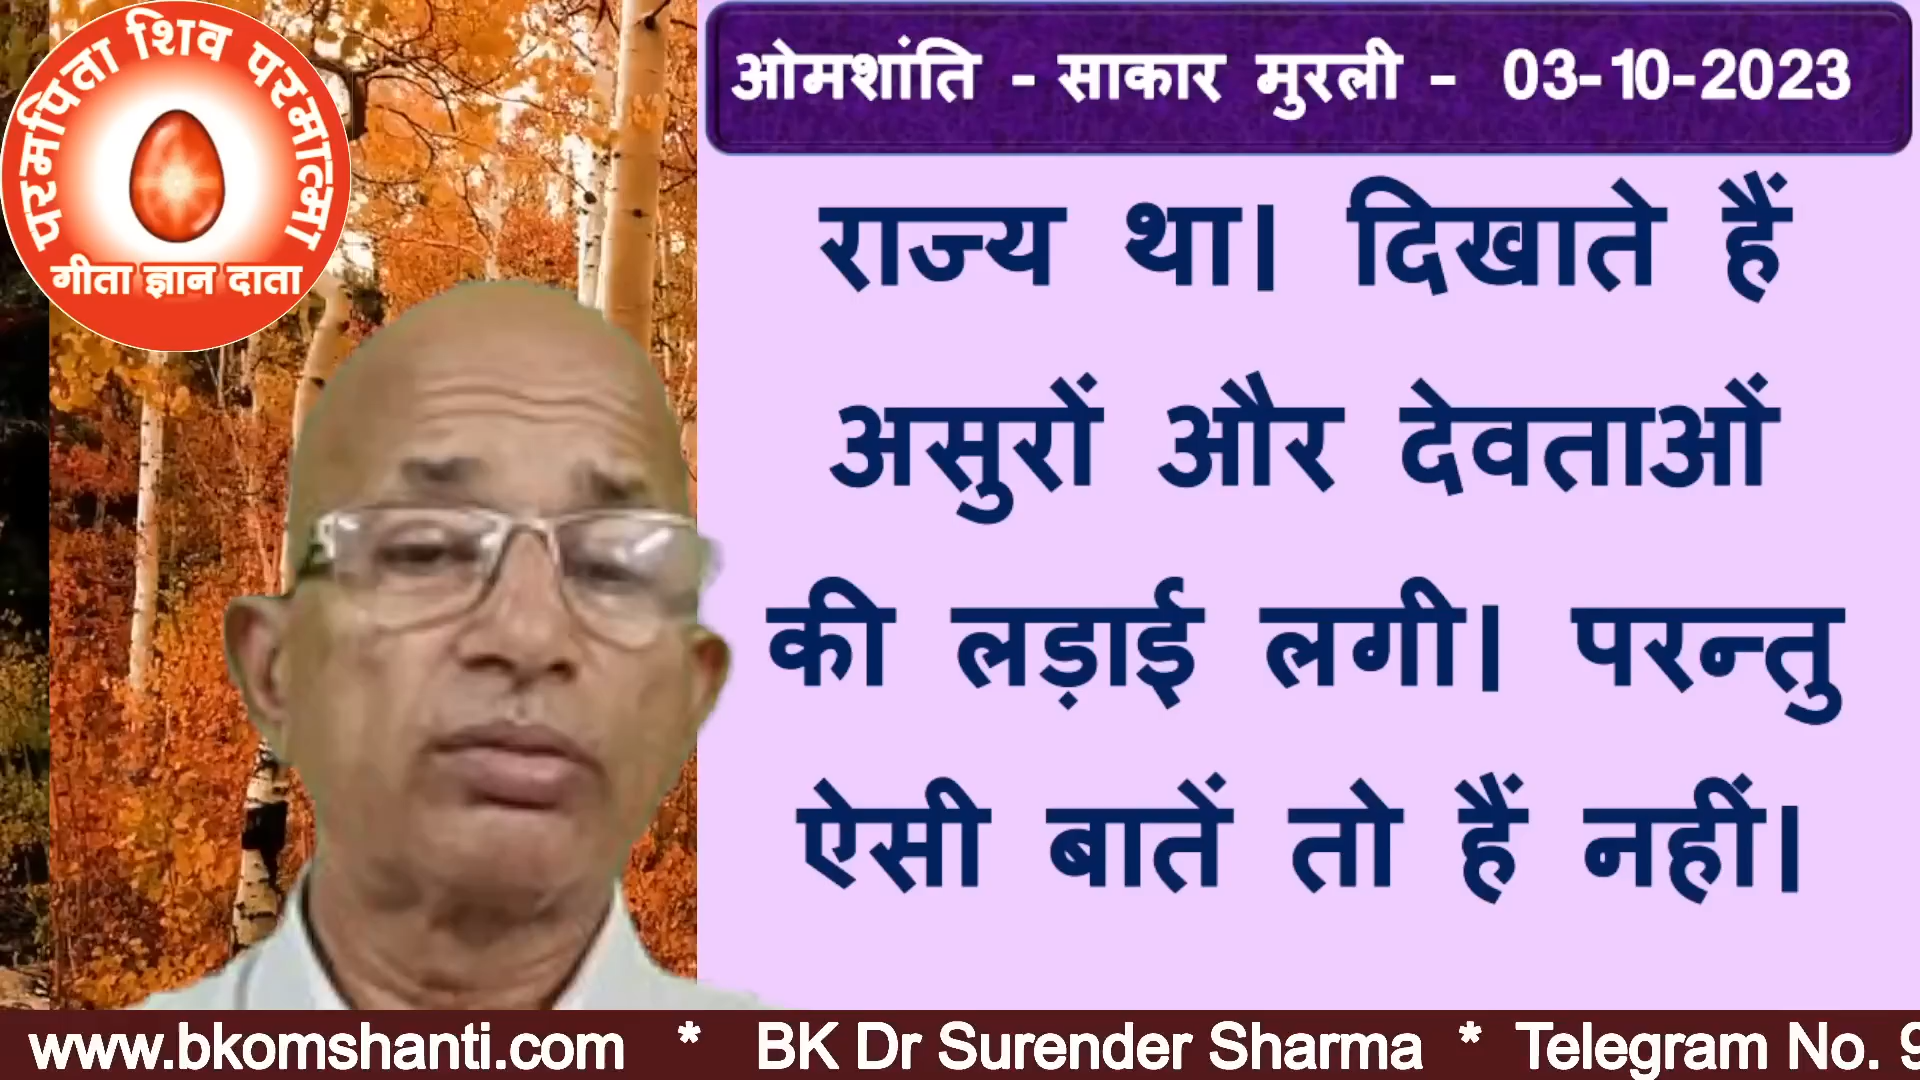 परमपिता शिव परमात्मा
गीता ज्ञान दाता
ओमशांति - साकार मुरली - 03-10-2023
राज्य था। दिखाते हैं
असुरों और देवताओं
की लड़ाई लगी। परन्तु
ऐसी बातें तो हैं नहीं।
www.bkomshanti.com * BK Dr Surender Sharma * Telegram No. 9